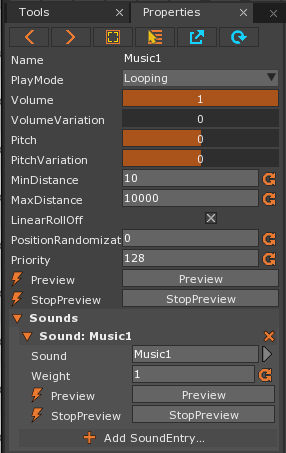 Tools Properties
Name Music1
PlayMode Looping
Volume 1
VolumeVariation 0
Pitch 0
PitchVariation 0
MinDistance 10
MaxDistance 10000
LinearRollOff
PositionRandomizat 0
Priority 128
Preview Preview
StopPreview StopPreview
Sounds
Sound: Music1
Sound Music1
Weight 1
Preview Preview
StopPreview StopPreview
Add SoundEntry...